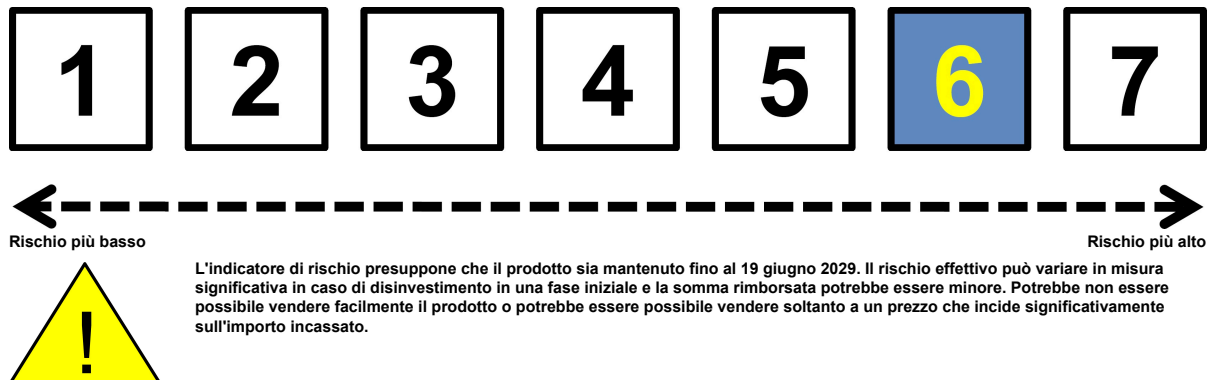 1 2 3 4 5 6 7
Rischio più basso Rischio più alto
L'indicatore di rischio presuppone che il prodotto sia mantenuto fino al 19 giugno 2029. Il rischio effettivo può variare in misura
significativa in caso di disinvestimento in una fase iniziale e la somma rimborsata potrebbe essere minore. Potrebbe non essere
possibile vendere facilmente il prodotto o potrebbe essere possibile vendere soltanto a un prezzo che incide significativamente
sull'importo incassato.
!